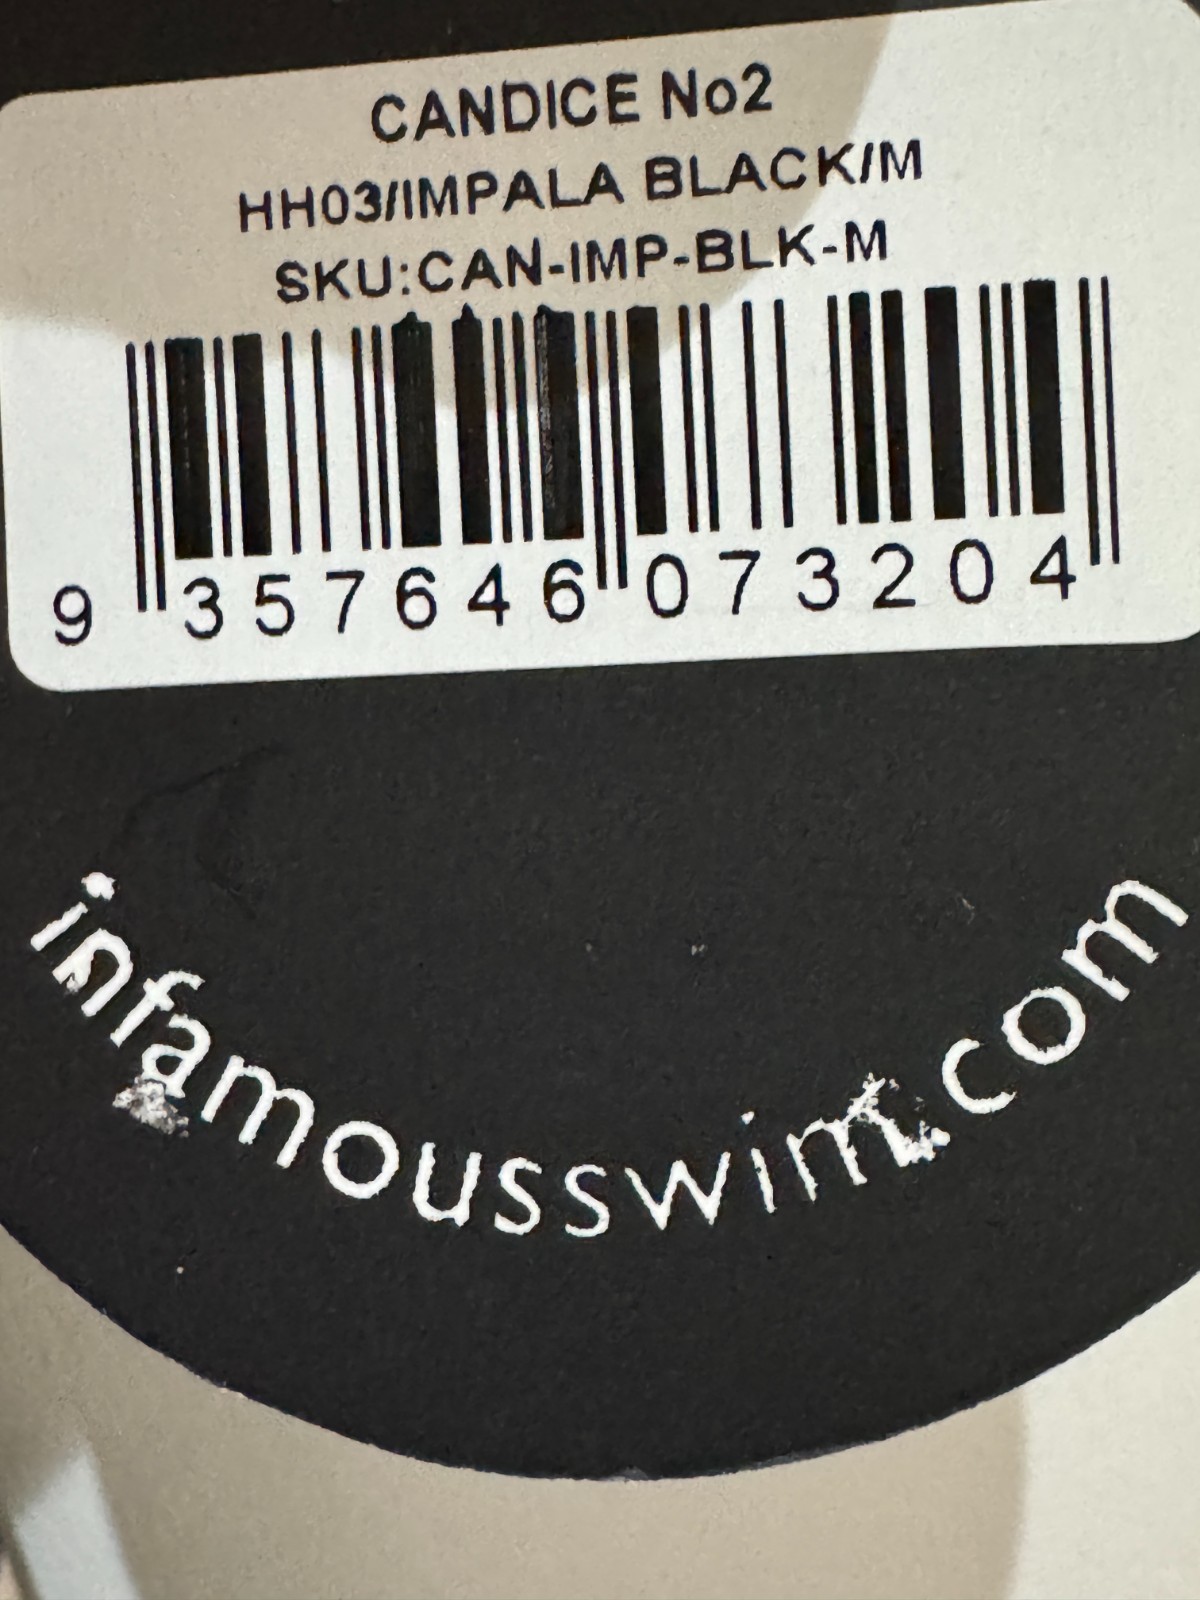 CANDICE No2
HH03/IMPALA BLACK/M
SKU:CAN-IMP-BLK-M
9 357646 073204
infamousswim.com